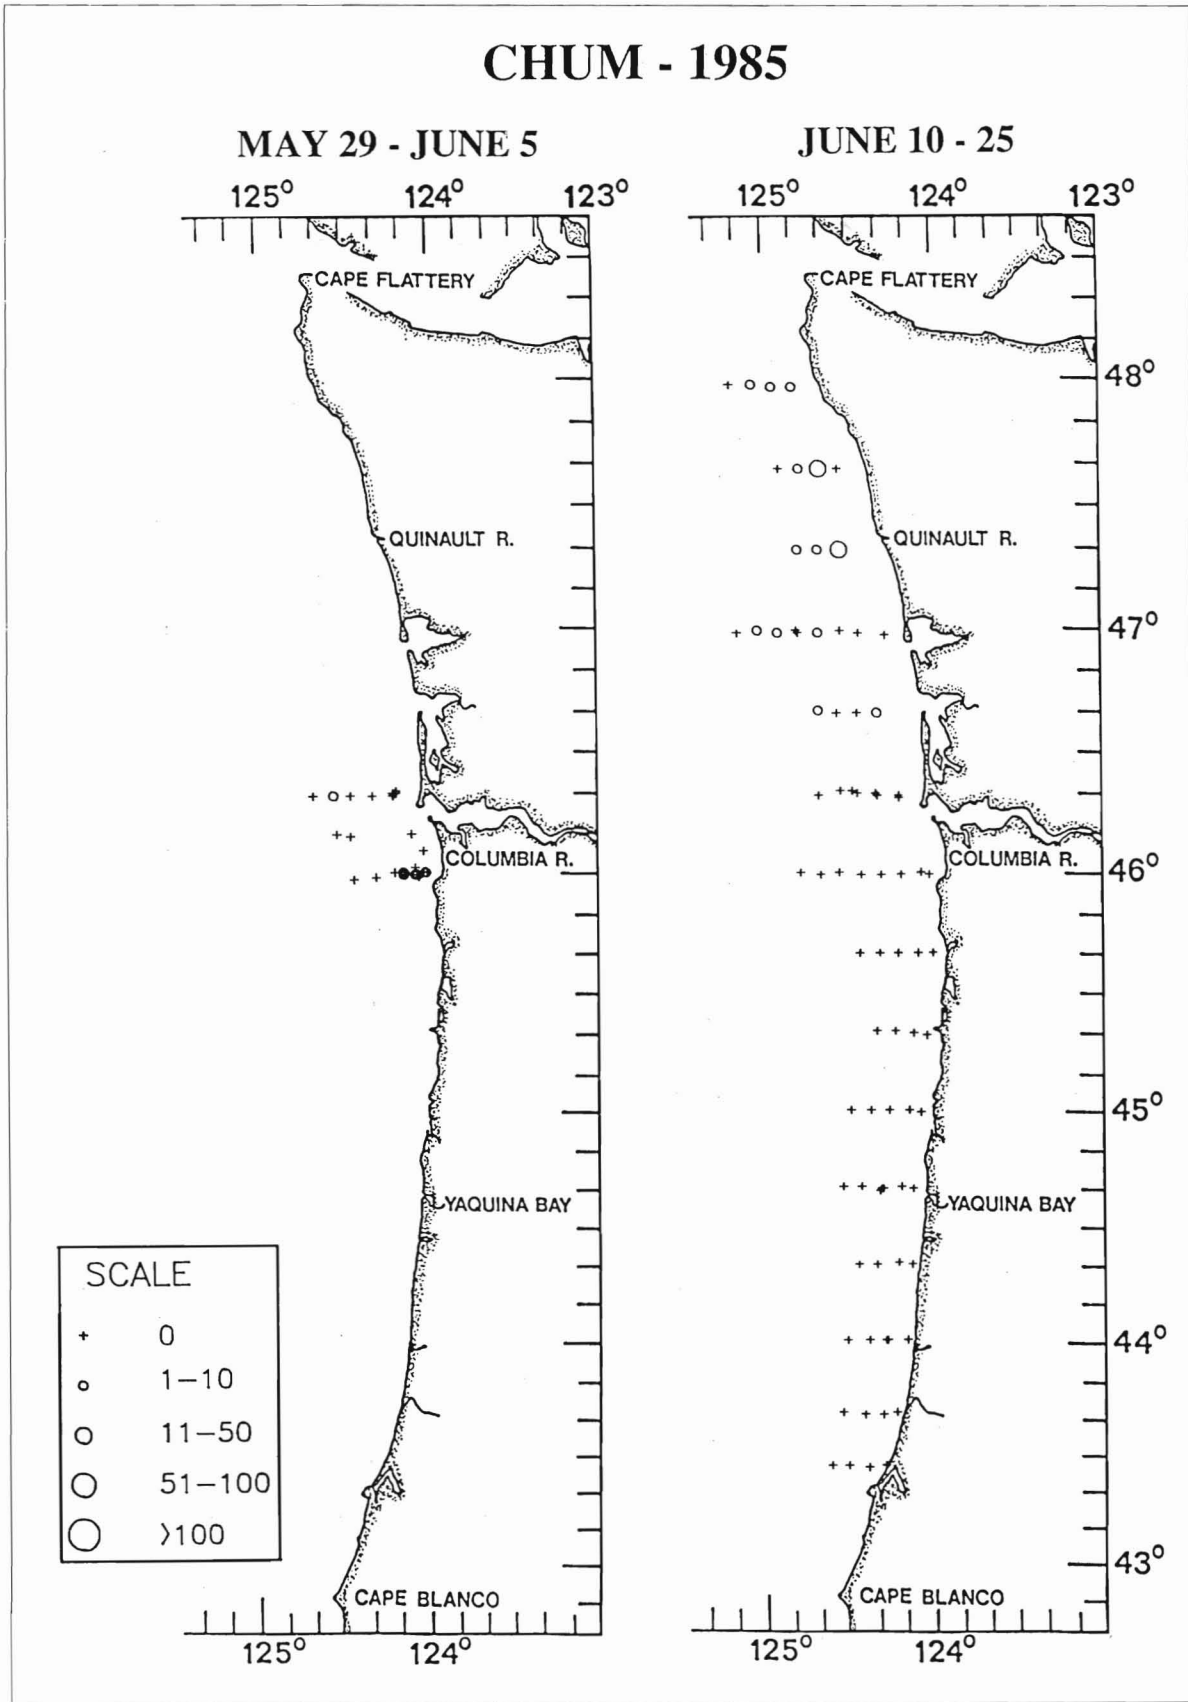 CHUM - 1985
MAY 29 - JUNE 5
125° 124° 123°
CAPE FLATTERY
QUINAULT R.
COLUMBIA R.
YAQUINA BAY
CAPE BLANCO
125° 124°
JUNE 10 - 25
125° 124° 123°
CAPE FLATTERY
48°
QUINAULT R.
47°
COLUMBIA R.
46°
45°
YAQUINA BAY
44°
43°
CAPE BLANCO
125° 124°
SCALE
+ 0
1-10
11-50
51-100
>100